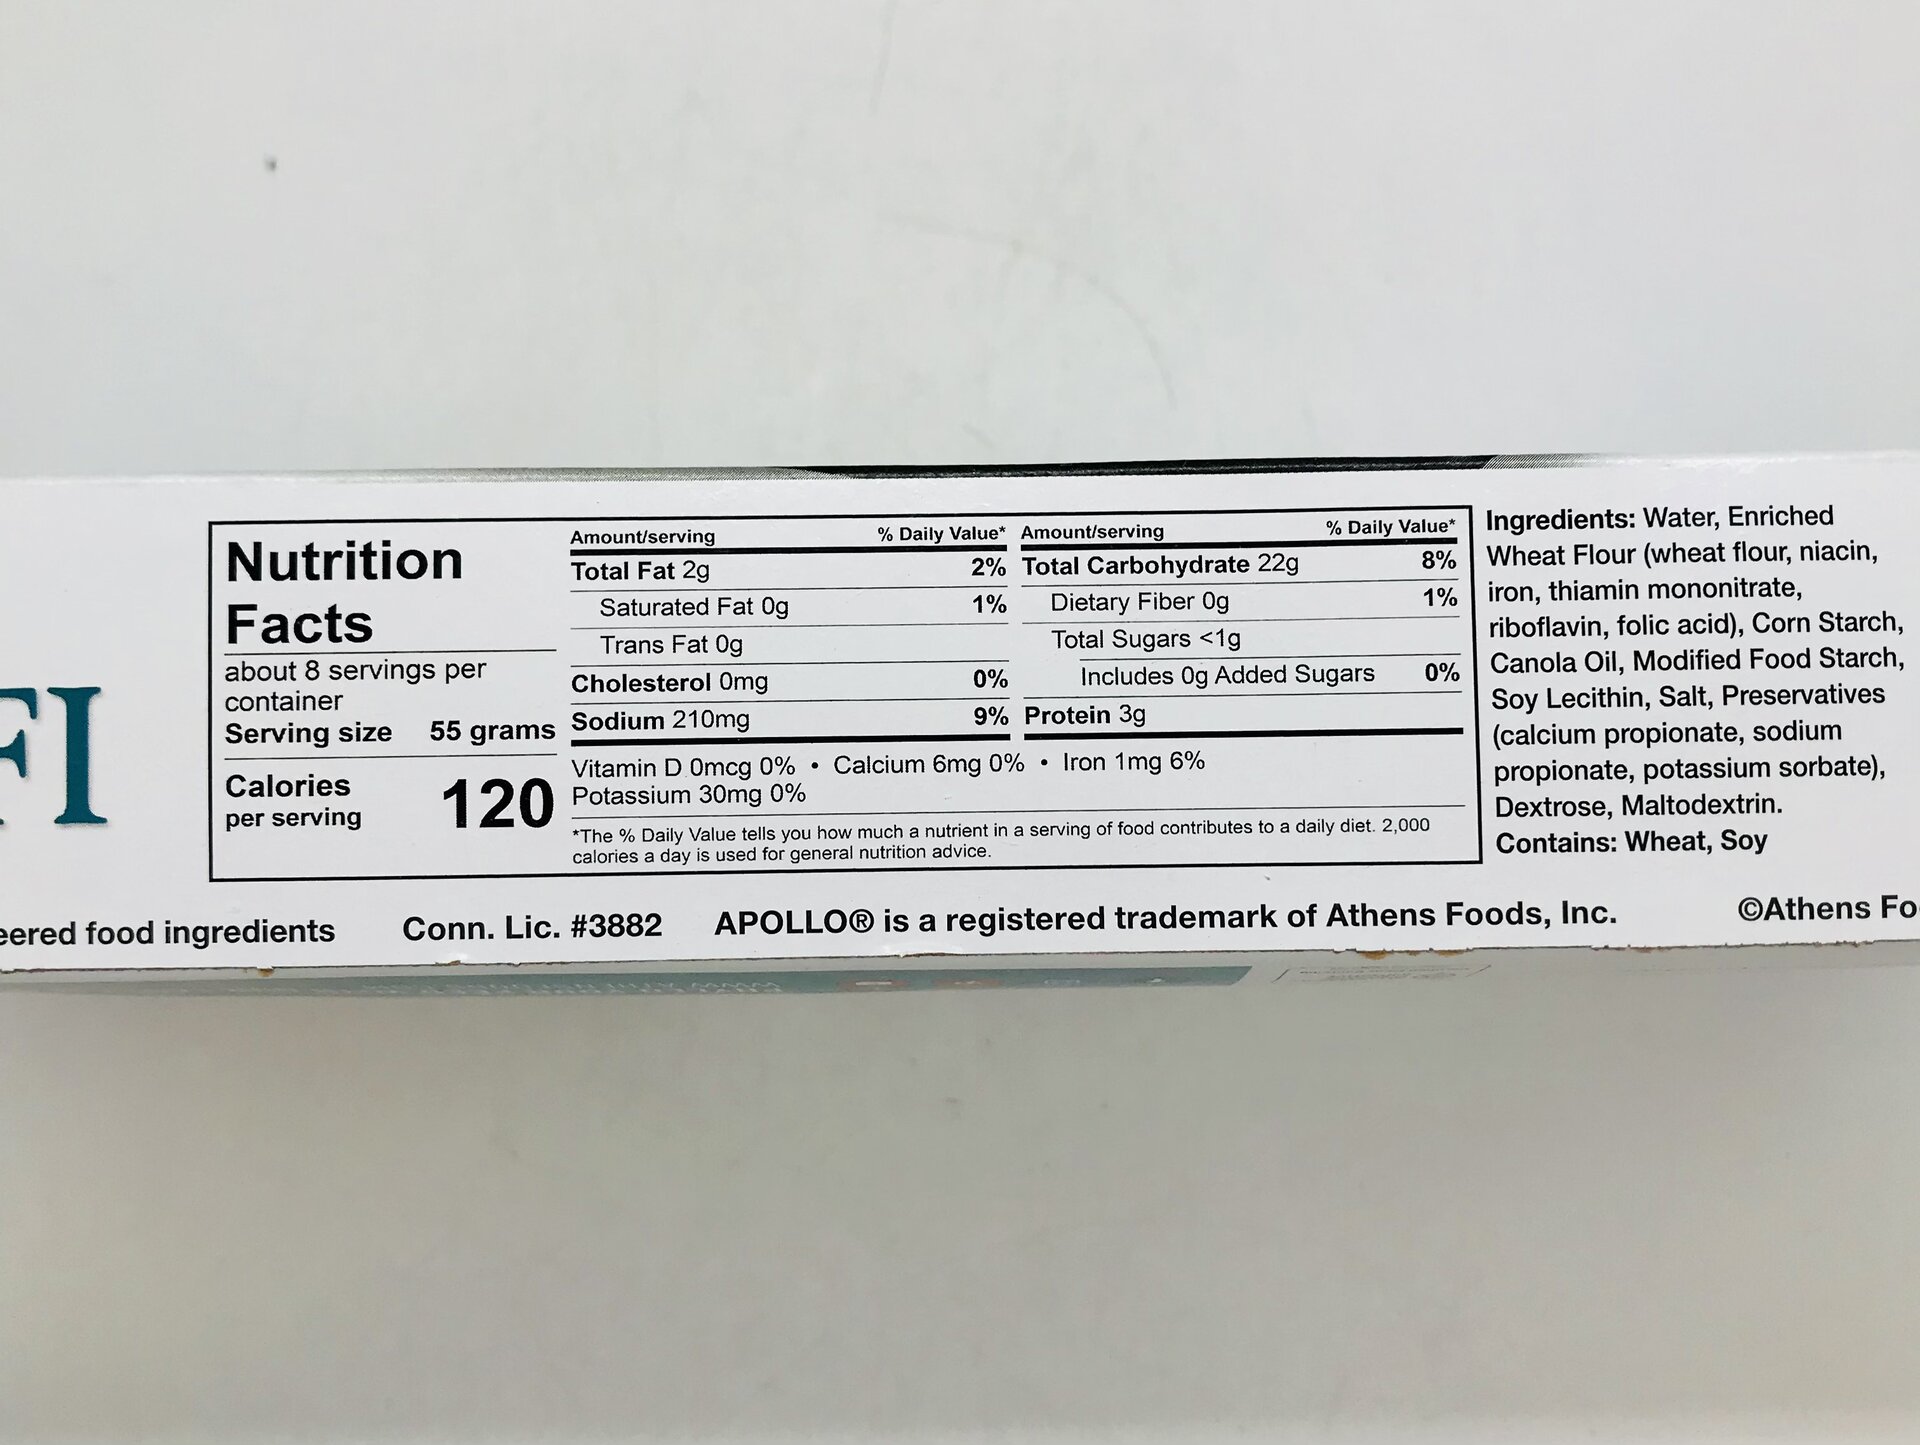 FI
Nutrition
Facts
about 8 servings per
container
Serving size 55 grams
Calories
per serving
120
Amount/serving % Daily Value*
Total Fat 2g 2%
Saturated Fat 0g 1%
Trans Fat 0g
Cholesterol 0mg 0%
Sodium 210mg 9%
Amount/serving % Daily Value*
Total Carbohydrate 22g 8%
Dietary Fiber 0g 1%
Total Sugars <1g
Includes 0g Added Sugars 0%
Protein 3g
Vitamin D 0mcg 0% • Calcium 6mg 0% • Iron 1mg 6%
Potassium 30mg 0%
*The % Daily Value tells you how much a nutrient in a serving of food contributes to a daily diet. 2,000
calories a day is used for general nutrition advice.
Ingredients: Water, Enriched
Wheat Flour (wheat flour, niacin,
iron, thiamin mononitrate,
riboflavin, folic acid), Corn Starch,
Canola Oil, Modified Food Starch,
Soy Lecithin, Salt, Preservatives
(calcium propionate, sodium
propionate, potassium sorbate),
Dextrose, Maltodextrin.
Contains: Wheat, Soy
eered food ingredients Conn. Lic. #3882 APOLLO® is a registered trademark of Athens Foods, Inc. ©Athens Fo